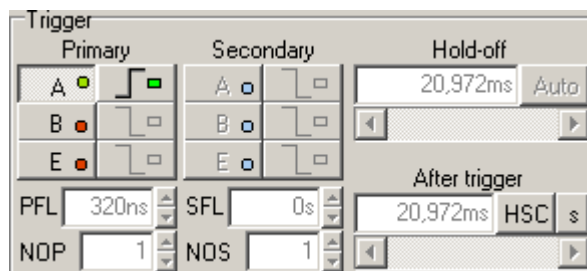 Trigger
Primary Secondary Hold-off
A A 20,972ms Auto
B B
E E After trigger
PFL 320ns SFL 0s 20,972ms HSC s
NOP 1 NOS 1